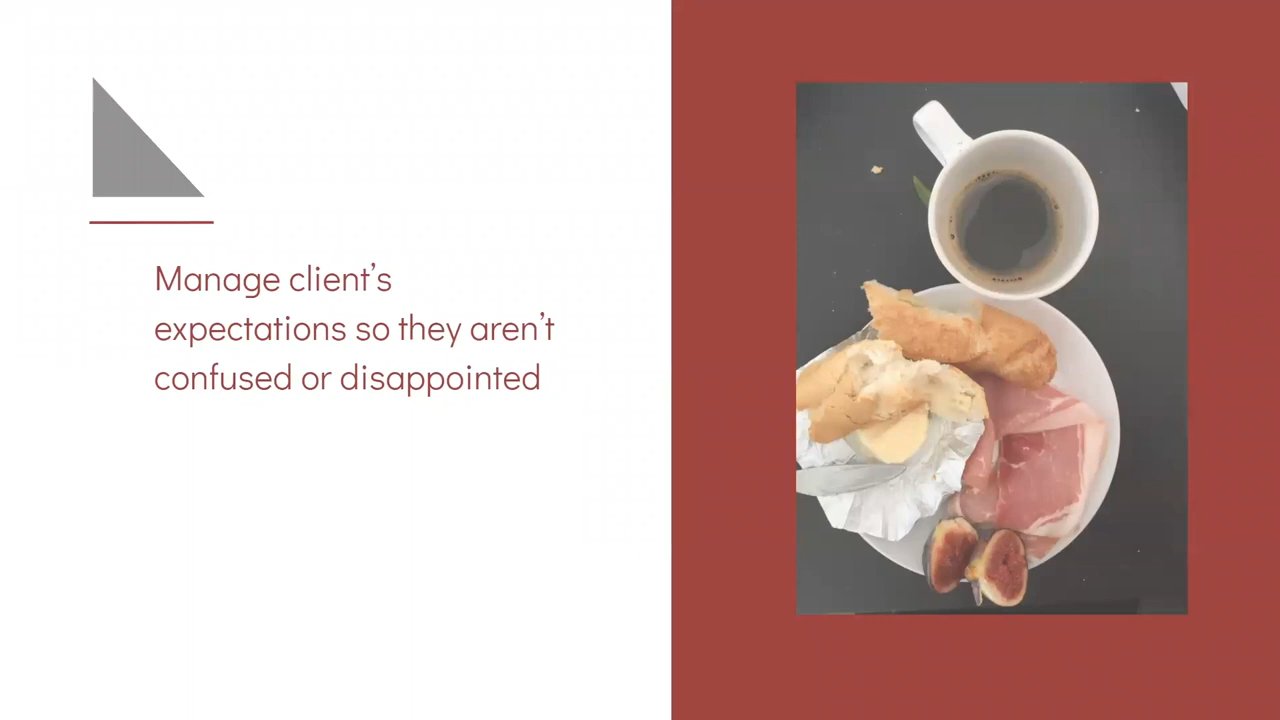 Manage client’s
expectations so they aren’t
confused or disappointed